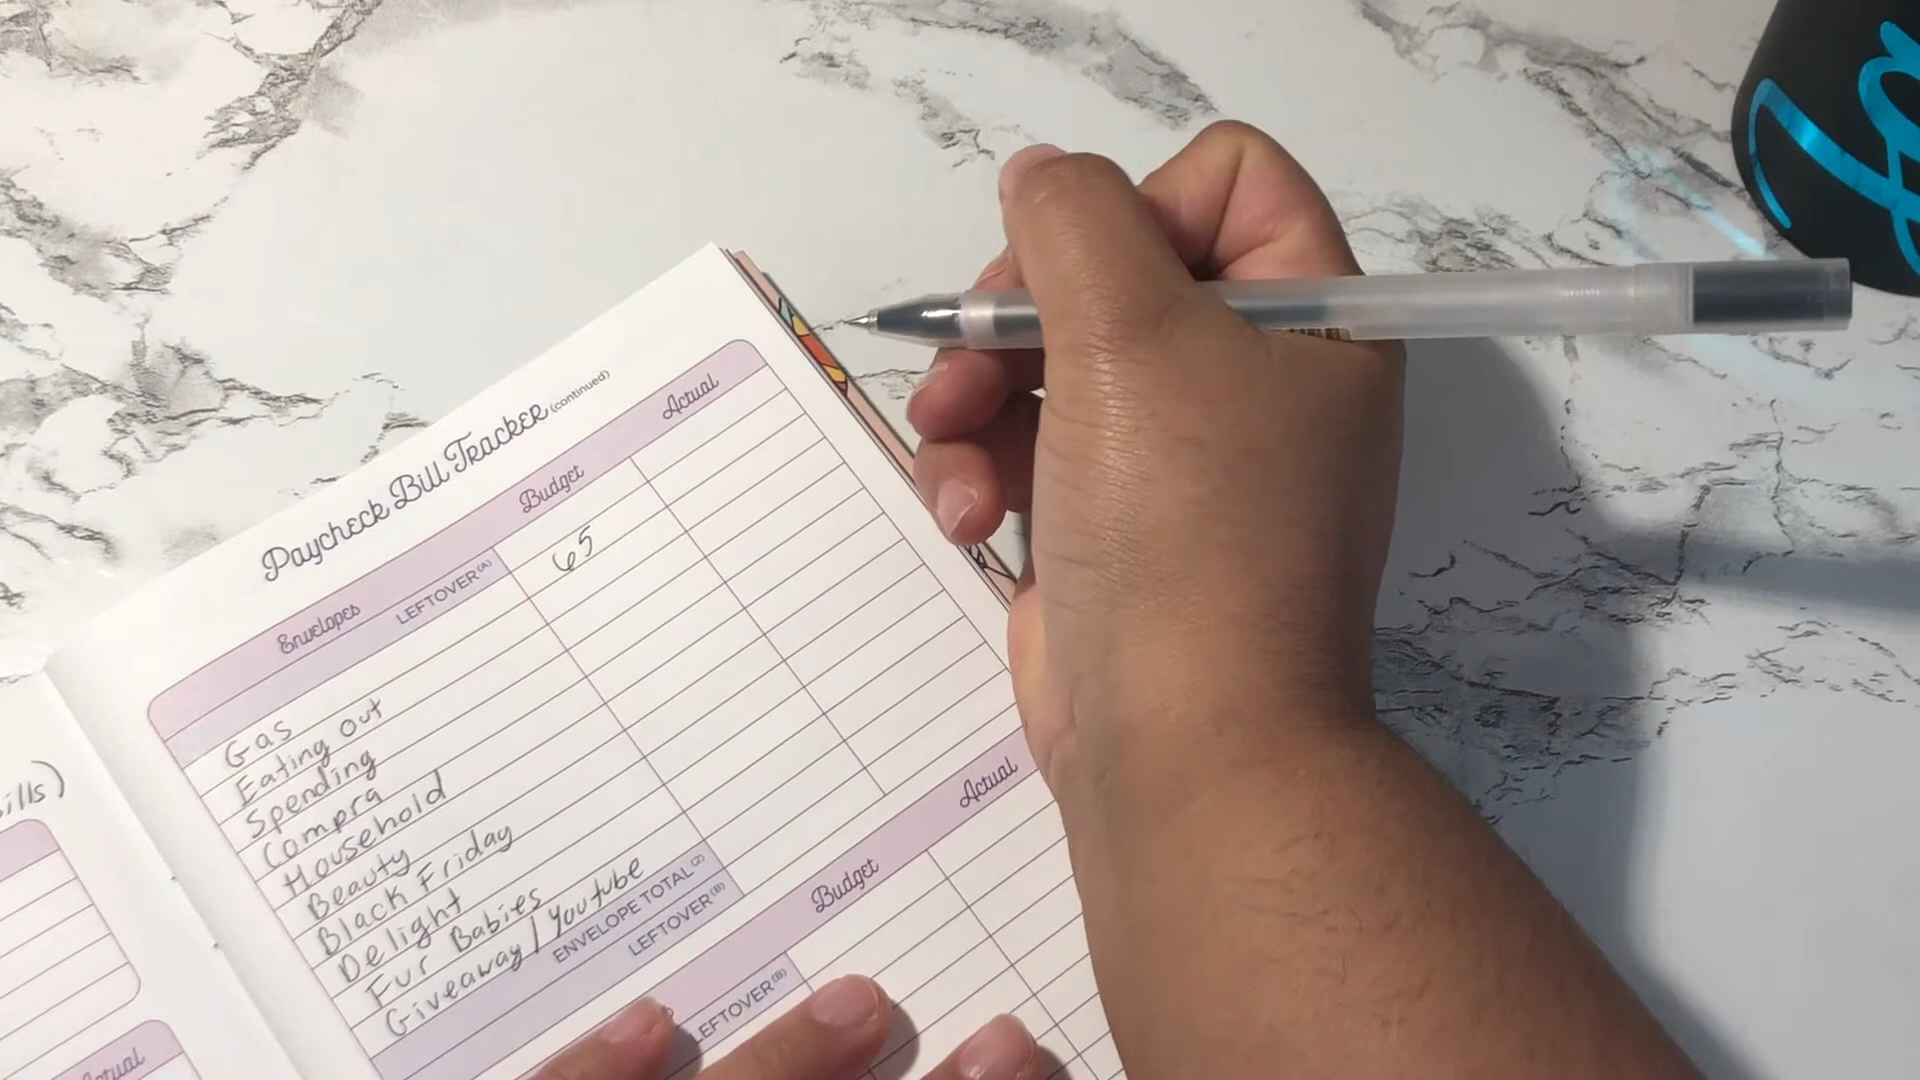 Paycheck Bill Tracker (continued)
Envelopes Budget Actual
LEFTOVER (A)
65
Gas
Eating out
Spending
Compra
Household
Beauty
Black Friday
Delight
Fur Babies
Giveaway/Youtube
ENVELOPE TOTAL (2)
LEFTOVER (B)
Budget Actual
LEFTOVER (B)
ills)
Actual